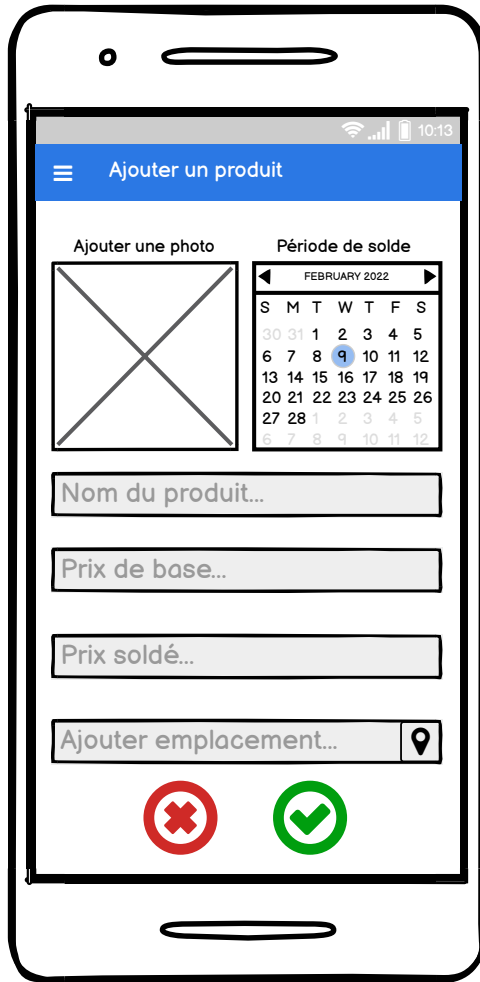 10:13
Ajouter un produit
Ajouter une photo
Période de solde
FEBRUARY 2022
S M T W T F S
30 31 1 2 3 4 5
6 7 8 9 10 11 12
13 14 15 16 17 18 19
20 21 22 23 24 25 26
27 28 1 2 3 4 5
6 7 8 9 10 11 12
Nom du produit...
Prix de base...
Prix soldé...
Ajouter emplacement...